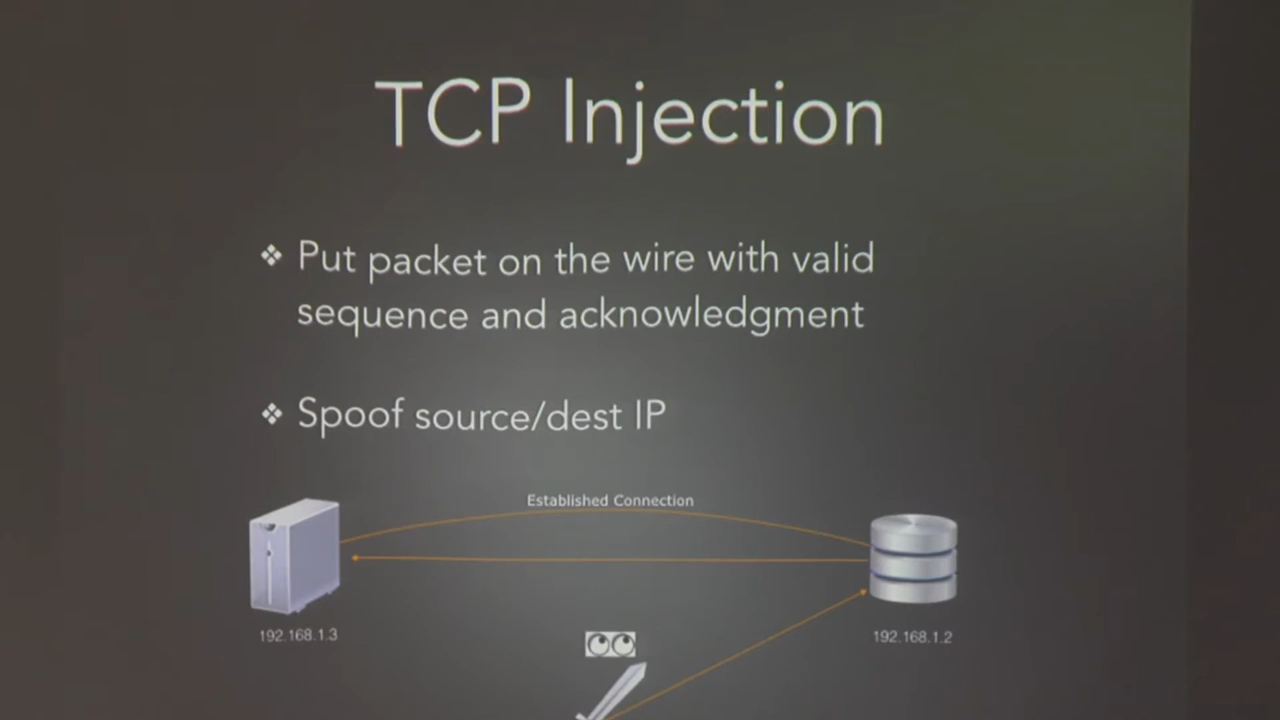 TCP Injection
❖ Put packet on the wire with valid
sequence and acknowledgment
❖ Spoof source/dest IP
Established Connection
192.168.1.3
192.168.1.2